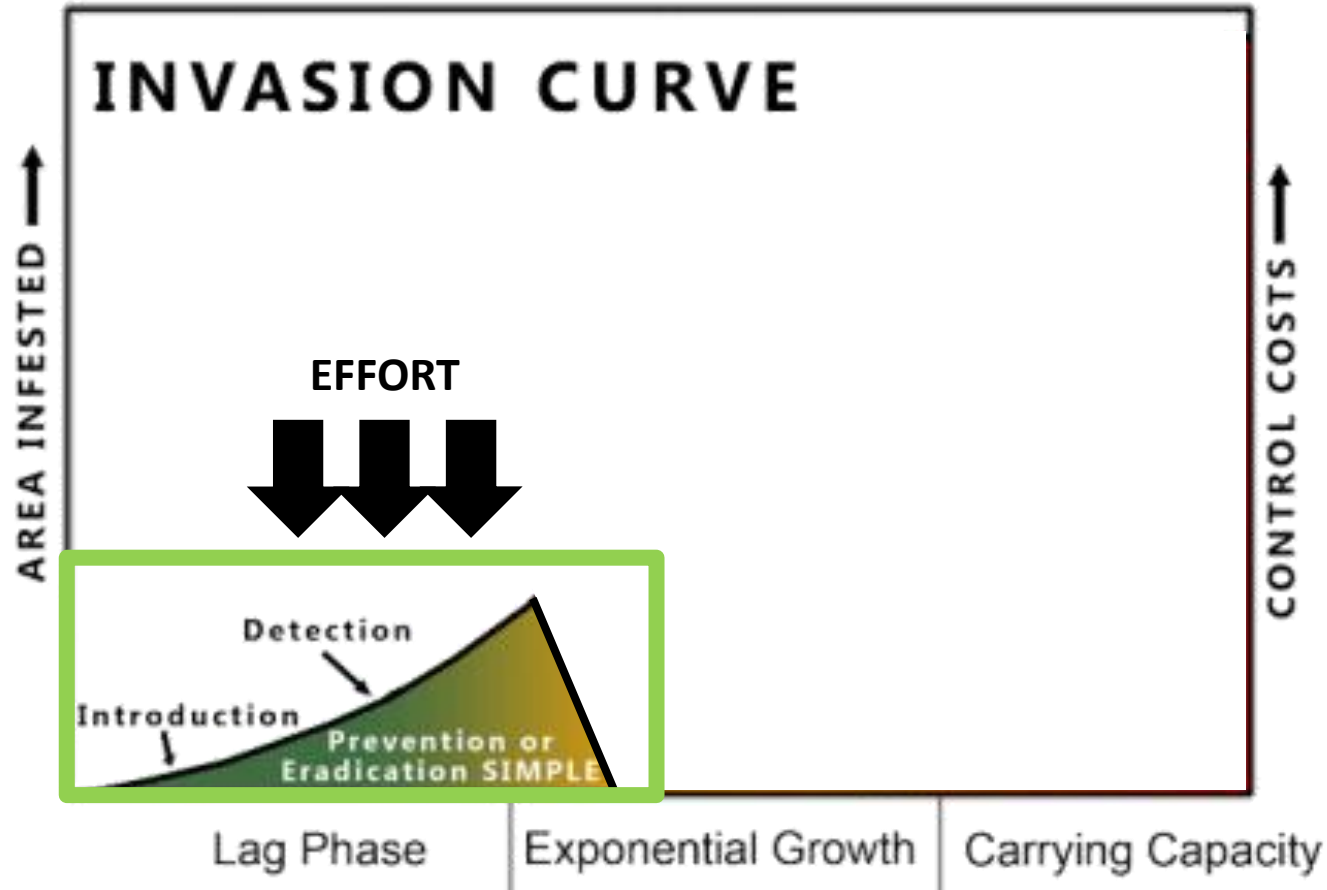 INVASION CURVE
AREA INFESTED
CONTROL COSTS
EFFORT
Detection
Introduction
Prevention or
Eradication SIMPLE
Lag Phase
Exponential Growth
Carrying Capacity